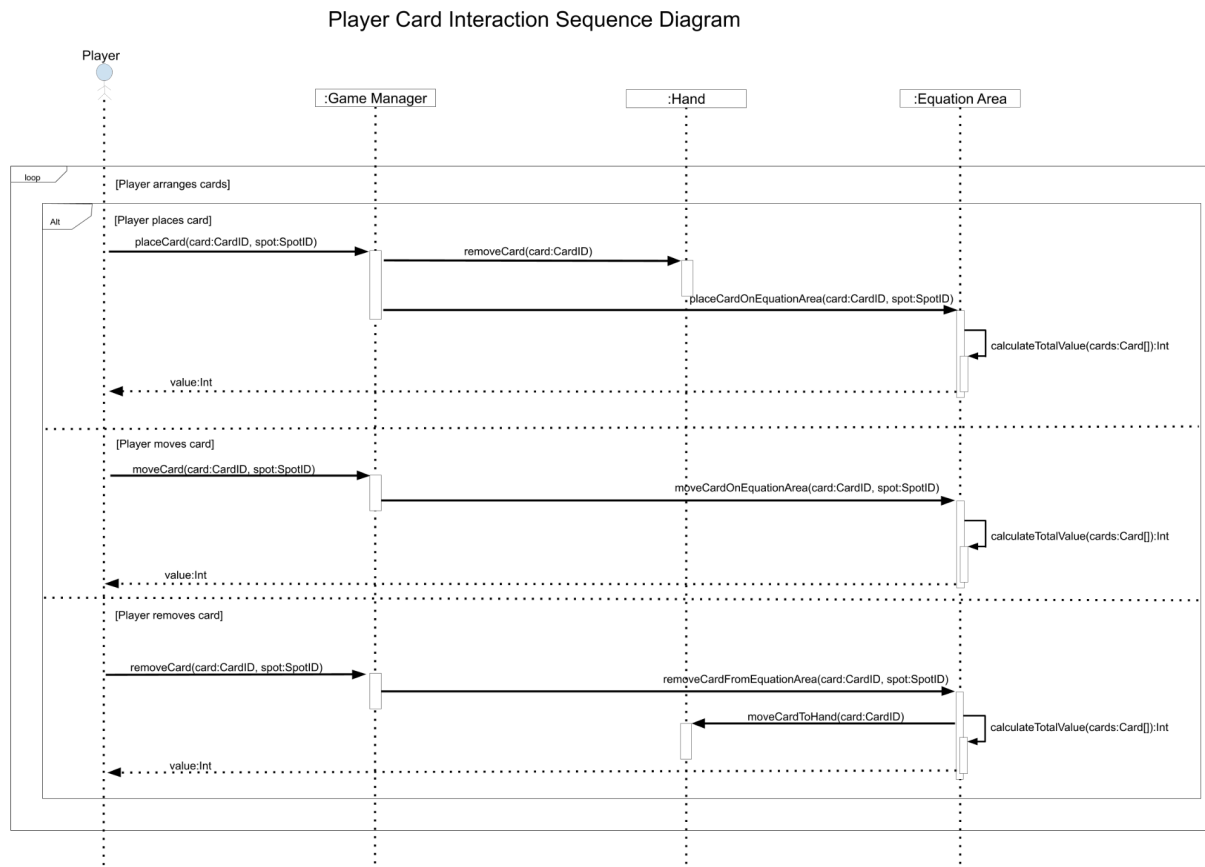 Player Card Interaction Sequence Diagram
Player
:Game Manager
:Hand
:Equation Area
loop
[Player arranges cards]
Alt
[Player places card]
placeCard(card:CardID, spot:SpotID)
removeCard(card:CardID)
placeCardOnEquationArea(card:CardID, spot:SpotID)
calculateTotalValue(cards:Card[]):Int
value:Int
[Player moves card]
moveCard(card:CardID, spot:SpotID)
moveCardOnEquationArea(card:CardID, spot:SpotID)
calculateTotalValue(cards:Card[]):Int
value:Int
[Player removes card]
removeCard(card:CardID, spot:SpotID)
removeCardFromEquationArea(card:CardID, spot:SpotID)
moveCardToHand(card:CardID)
calculateTotalValue(cards:Card[]):Int
value:Int